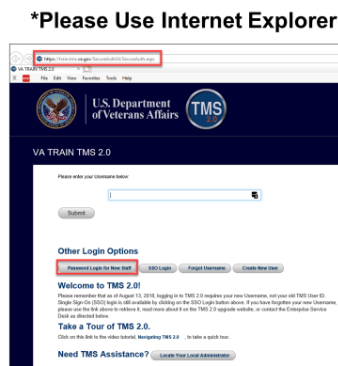 *Please Use Internet Explorer
VA TRAIN TMS 2.0
X
File Edit View Favorites Tools Help
U.S. Department
of Veterans Affairs
TMS
2.0
VA TRAIN TMS 2.0
Please enter your Username below:
Submit
Other Login Options
Password Login for New Staff SSO Login Forgot Username Create New User
Welcome to TMS 2.0!
Please remember that as of August 13, 2018, logging in to TMS 2.0 requires your new Username, not your old TMS User ID.
Single Sign On (SSO) login is still available by clicking on the SSO Login button above. If you have forgotten your new Username,
please use the link above to retrieve it, read more about it on the TMS 2.0 upgrade website, or contact the Enterprise Service
Desk as directed below.
Take a Tour of TMS 2.0.
Click on this link to the video tutorial, Navigating TMS 2.0 , to take a quick tour.
Need TMS Assistance? Locate Your Local Administrator